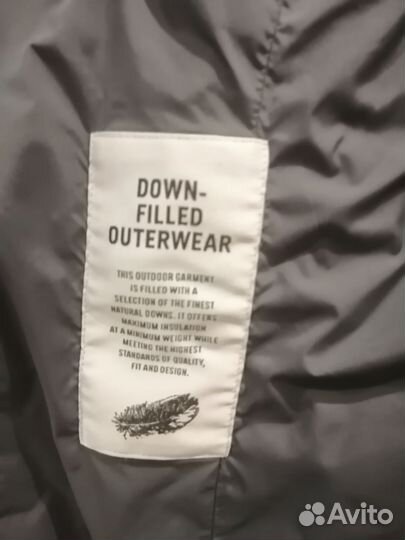 DOWN-
FILLED
OUTERWEAR
THIS OUTDOOR GARMENT
IS FILLED WITH A
SELECTION OF THE FINEST
NATURAL DOWNS. IT OFFERS
MAXIMUM INSULATION
AT A MINIMUM WEIGHT WHILE
MEETING THE HIGHEST
STANDARDS OF QUALITY,
FIT AND DESIGN.
Avito